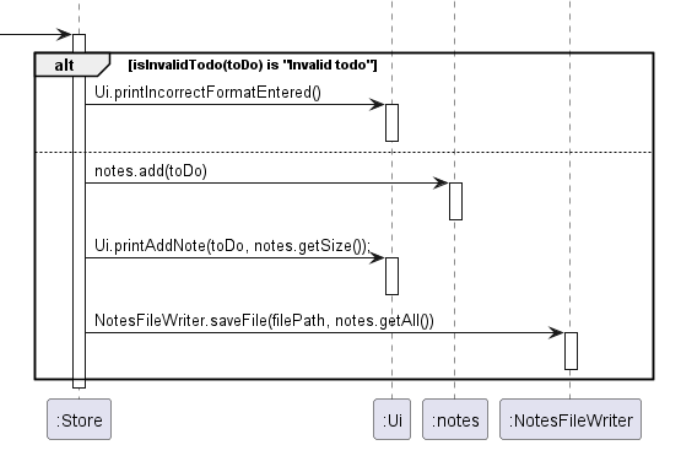 alt [isInvalidTodo(toDo) is "Invalid todo"]
Ui.printIncorrectFormatEntered()
notes.add(toDo)
Ui.printAddNote(toDo, notes.getSize());
NotesFileWriter.saveFile(filePath, notes.getAll())
:Store :Ui :notes :NotesFileWriter